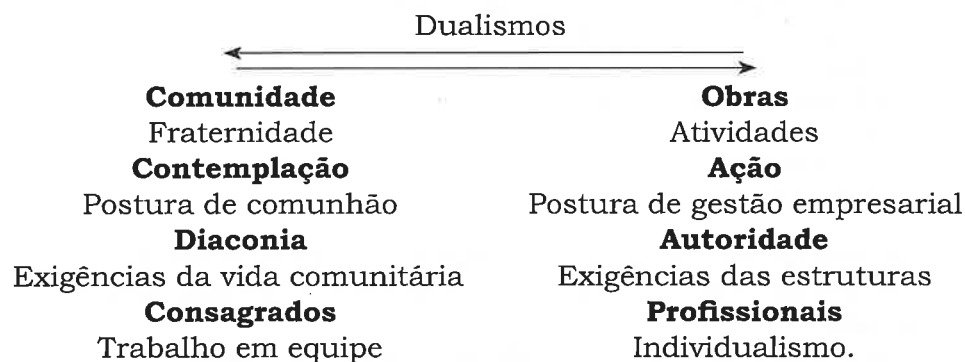 Dualismos
Comunidade Obras
Fraternidade Atividades
Contemplação Ação
Postura de comunhão Postura de gestão empresarial
Diaconia Autoridade
Exigências da vida comunitária Exigências das estruturas
Consagrados Profissionais
Trabalho em equipe Individualismo.